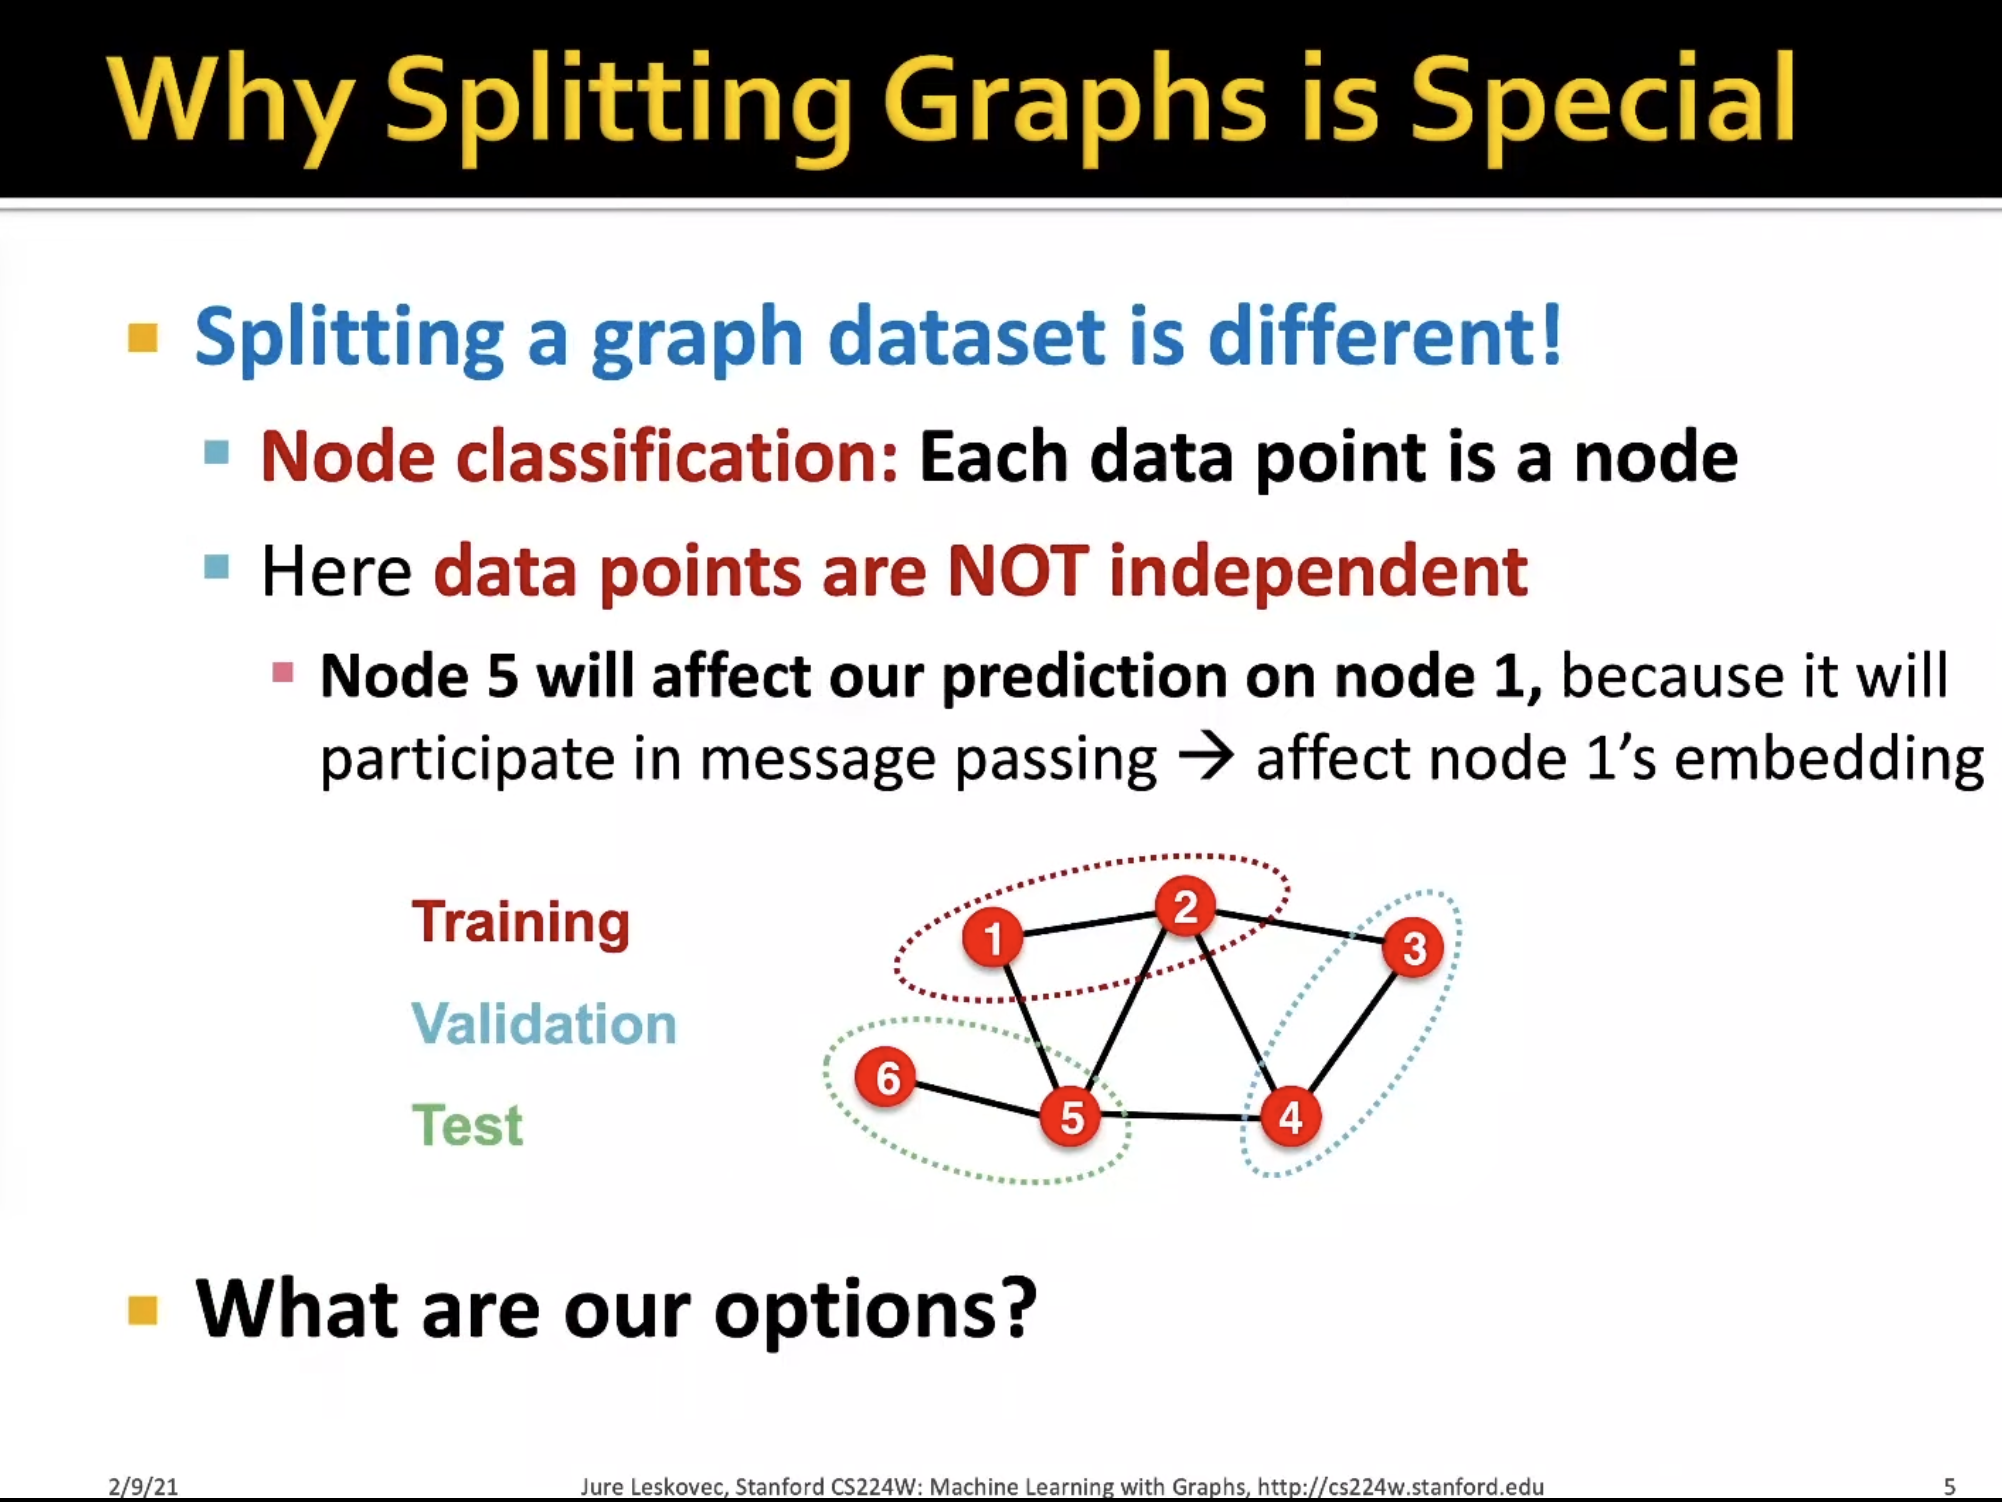 Why Splitting Graphs is Special
Splitting a graph dataset is different!
Node classification: Each data point is a node
Here data points are NOT independent
Node 5 will affect our prediction on node 1, because it will
participate in message passing → affect node 1's embedding
Training
Validation
Test
1
2
3
6
5
4
What are our options?
2/9/21
Jure Leskovec, Stanford CS224W: Machine Learning with Graphs, http://cs224w.stanford.edu
5